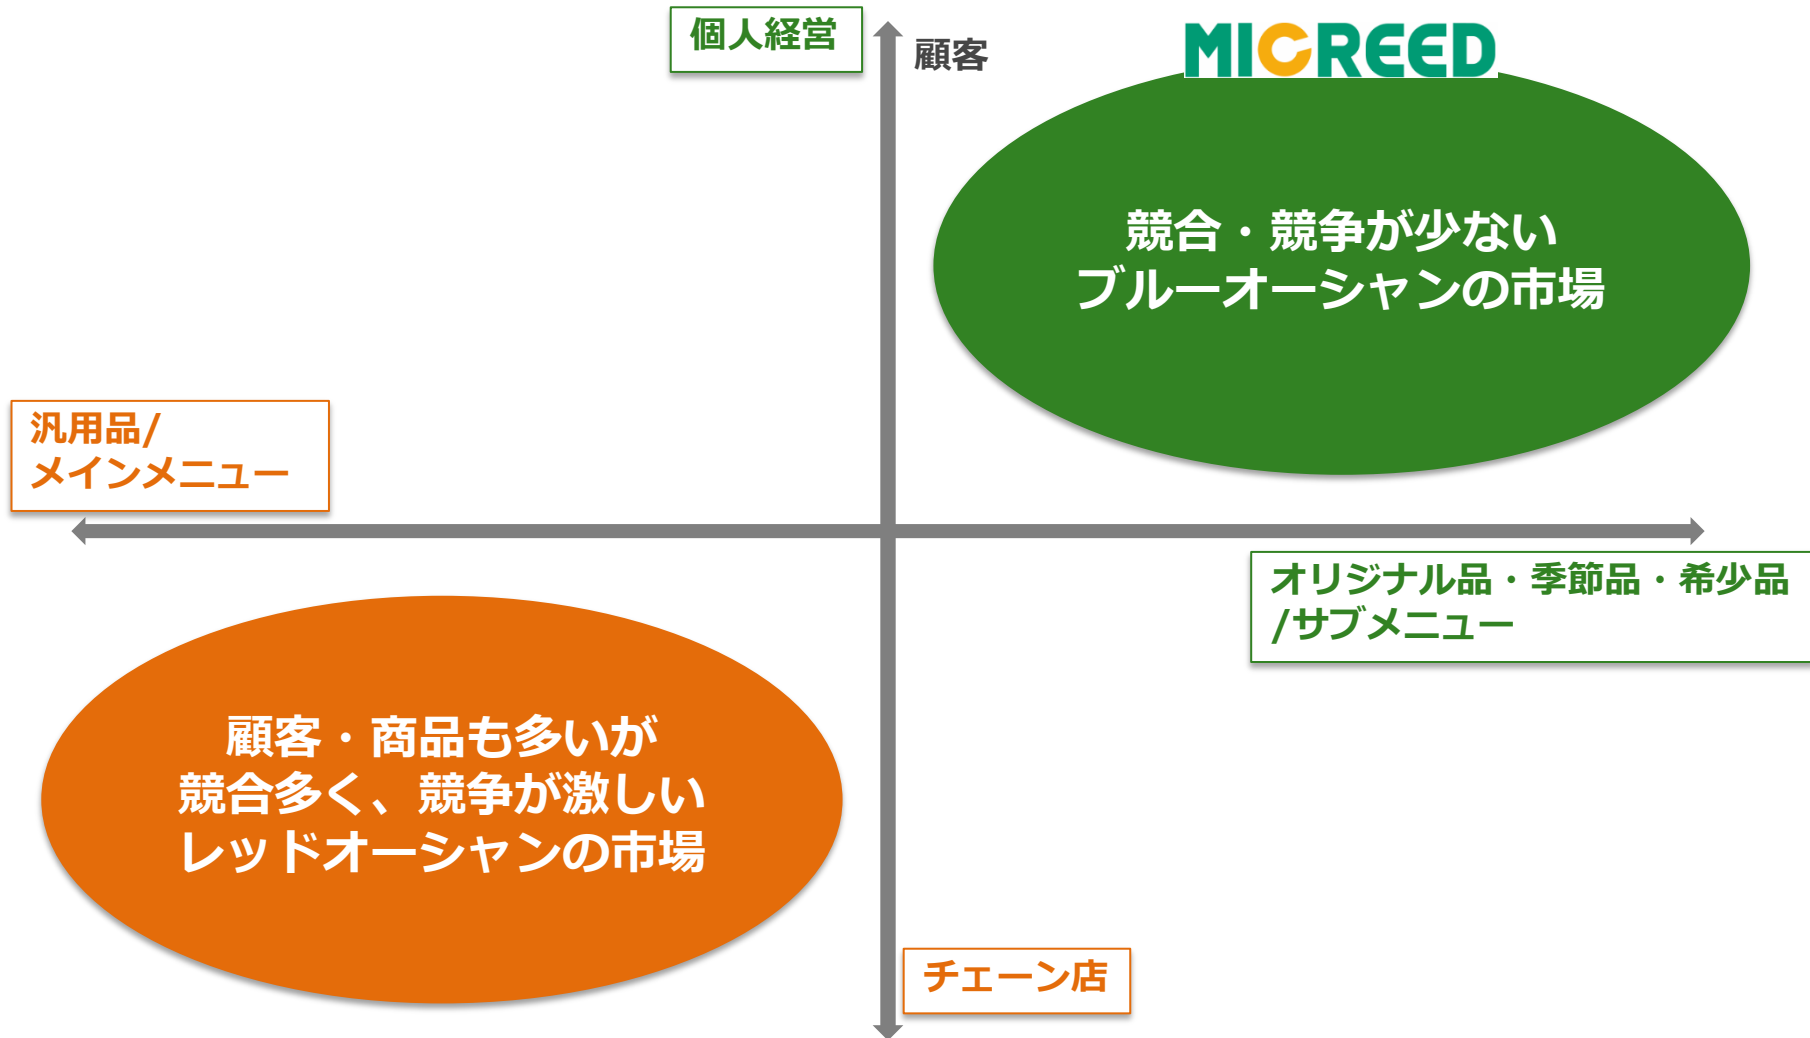 個人経営
顧客
MICREED
競合・競争が少ない
ブルーオーシャンの市場
汎用品/
メインメニュー
オリジナル品・季節品・希少品
/サブメニュー
顧客・商品も多いが
競合多く、競争が激しい
レッドオーシャンの市場
チェーン店